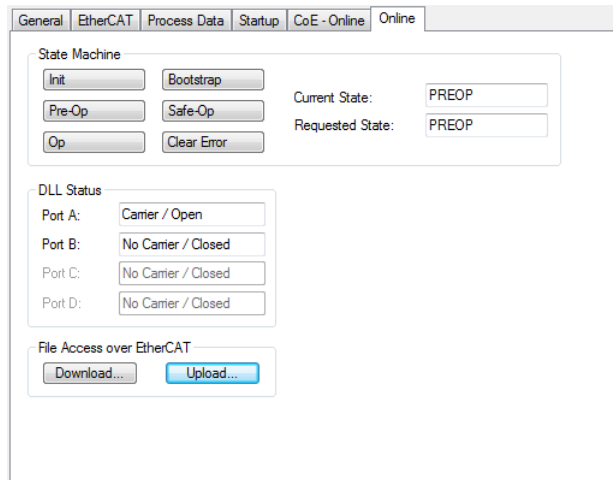 General EtherCAT Process Data Startup CoE - Online Online
State Machine
Init Bootstrap
Pre-Op Safe-Op
Op Clear Error
Current State: PREOP
Requested State: PREOP
DLL Status
Port A: Carrier / Open
Port B: No Carrier / Closed
Port C: No Carrier / Closed
Port D: No Carrier / Closed
File Access over EtherCAT
Download... Upload...